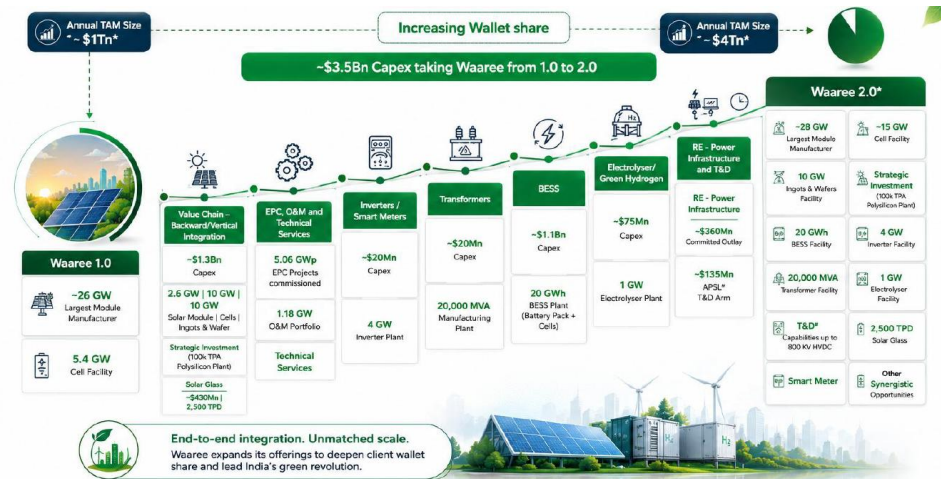 Annual TAM Size
~ $1Tn*
Increasing Wallet share
Annual TAM Size
~$4Tn*
~$3.5Bn Capex taking Waaree from 1.0 to 2.0
Waaree 1.0
~26 GW
Largest Module
Manufacturer
5.4 GW
Cell Facility
Value Chain –
Backward/Vertical
Integration
~$1.3Bn
Capex
2.6 GW | 10 GW |
10 GW
Solar Module | Cells |
Ingots & Wafer
Strategic Investment
(100k TPA
Polysilicon Plant)
Solar Glass
~$430Mn |
2,500 TPD
EPC, O&M and
Technical
Services
5.06 GWp
EPC Projects
commissioned
1.18 GW
O&M Portfolio
Technical
Services
Inverters /
Smart Meters
~$20Mn
Capex
4 GW
Inverter Plant
Transformers
~$20Mn
Capex
20,000 MVA
Manufacturing
Plant
BESS
~$1.1Bn
Capex
20 GWh
BESS Plant
(Battery Pack +
Cells)
H2
Electrolyser/
Green Hydrogen
~$75Mn
Capex
1 GW
Electrolyser Plant
RE - Power
Infrastructure
and T&D
RE - Power
Infrastructure
~$360Mn
Committed Outlay
~$135Mn
APSL#
T&D Arm
Waaree 2.0*
~28 GW
Largest Module
Manufacturer
~15 GW
Cell Facility
10 GW
Ingots & Wafers
Facility
Strategic
Investment
(100k TPA
Polysilicon Plant)
20 GWh
BESS Facility
4 GW
Inverter Facility
20,000 MVA
Transformer Facility
1 GW
Electrolyser
Facility
T&D#
Capabilities up to
800 KV HVDC
2,500 TPD
Solar Glass
Smart Meter
Other
Synergistic
Opportunities
End-to-end integration. Unmatched scale.
Waaree expands its offerings to deepen client wallet
share and lead India's green revolution.
H2
H2